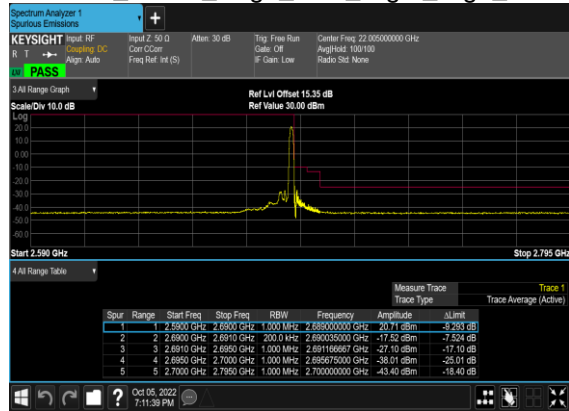 Spectrum Analyzer 1
Spurious Emissions
+
KEYSIGHT Input: RF Input Z: 50 Ω Atten: 30 dB Trig: Free Run Center Freq: 22.005000000 GHz
R T Coupling: DC Corr CCorr Gate: Off Avg|Hold: 100/100
Align: Auto Freq Ref: Int (S) IF Gain: Low Radio Std: None
PASS
3 All Range Graph
Ref Lvl Offset 15.35 dB
Scale/Div 10.0 dB Ref Value 30.00 dBm
Log
20.0
10.0
0.00
-10.0
-20.0
-30.0
-40.0
-50.0
-60.0
Start 2.590 GHz Stop 2.795 GHz
4 All Range Table
Measure Trace Trace 1
Trace Type Trace Average (Active)
Spur Range Start Freq Stop Freq RBW Frequency Amplitude ΔLimit
1 1 2.5900 GHz 2.6900 GHz 1.000 MHz 2.689000000 GHz 20.71 dBm -9.293 dB
2 2 2.6900 GHz 2.6910 GHz 200.0 kHz 2.690035000 GHz -17.52 dBm -7.524 dB
3 3 2.6910 GHz 2.6950 GHz 1.000 MHz 2.691166667 GHz -27.10 dBm -17.10 dB
4 4 2.6950 GHz 2.7000 GHz 1.000 MHz 2.695675000 GHz -38.01 dBm -25.01 dB
5 5 2.7000 GHz 2.7950 GHz 1.000 MHz 2.700000000 GHz -43.40 dBm -18.40 dB
? Oct 05, 2022
7:11:39 PM